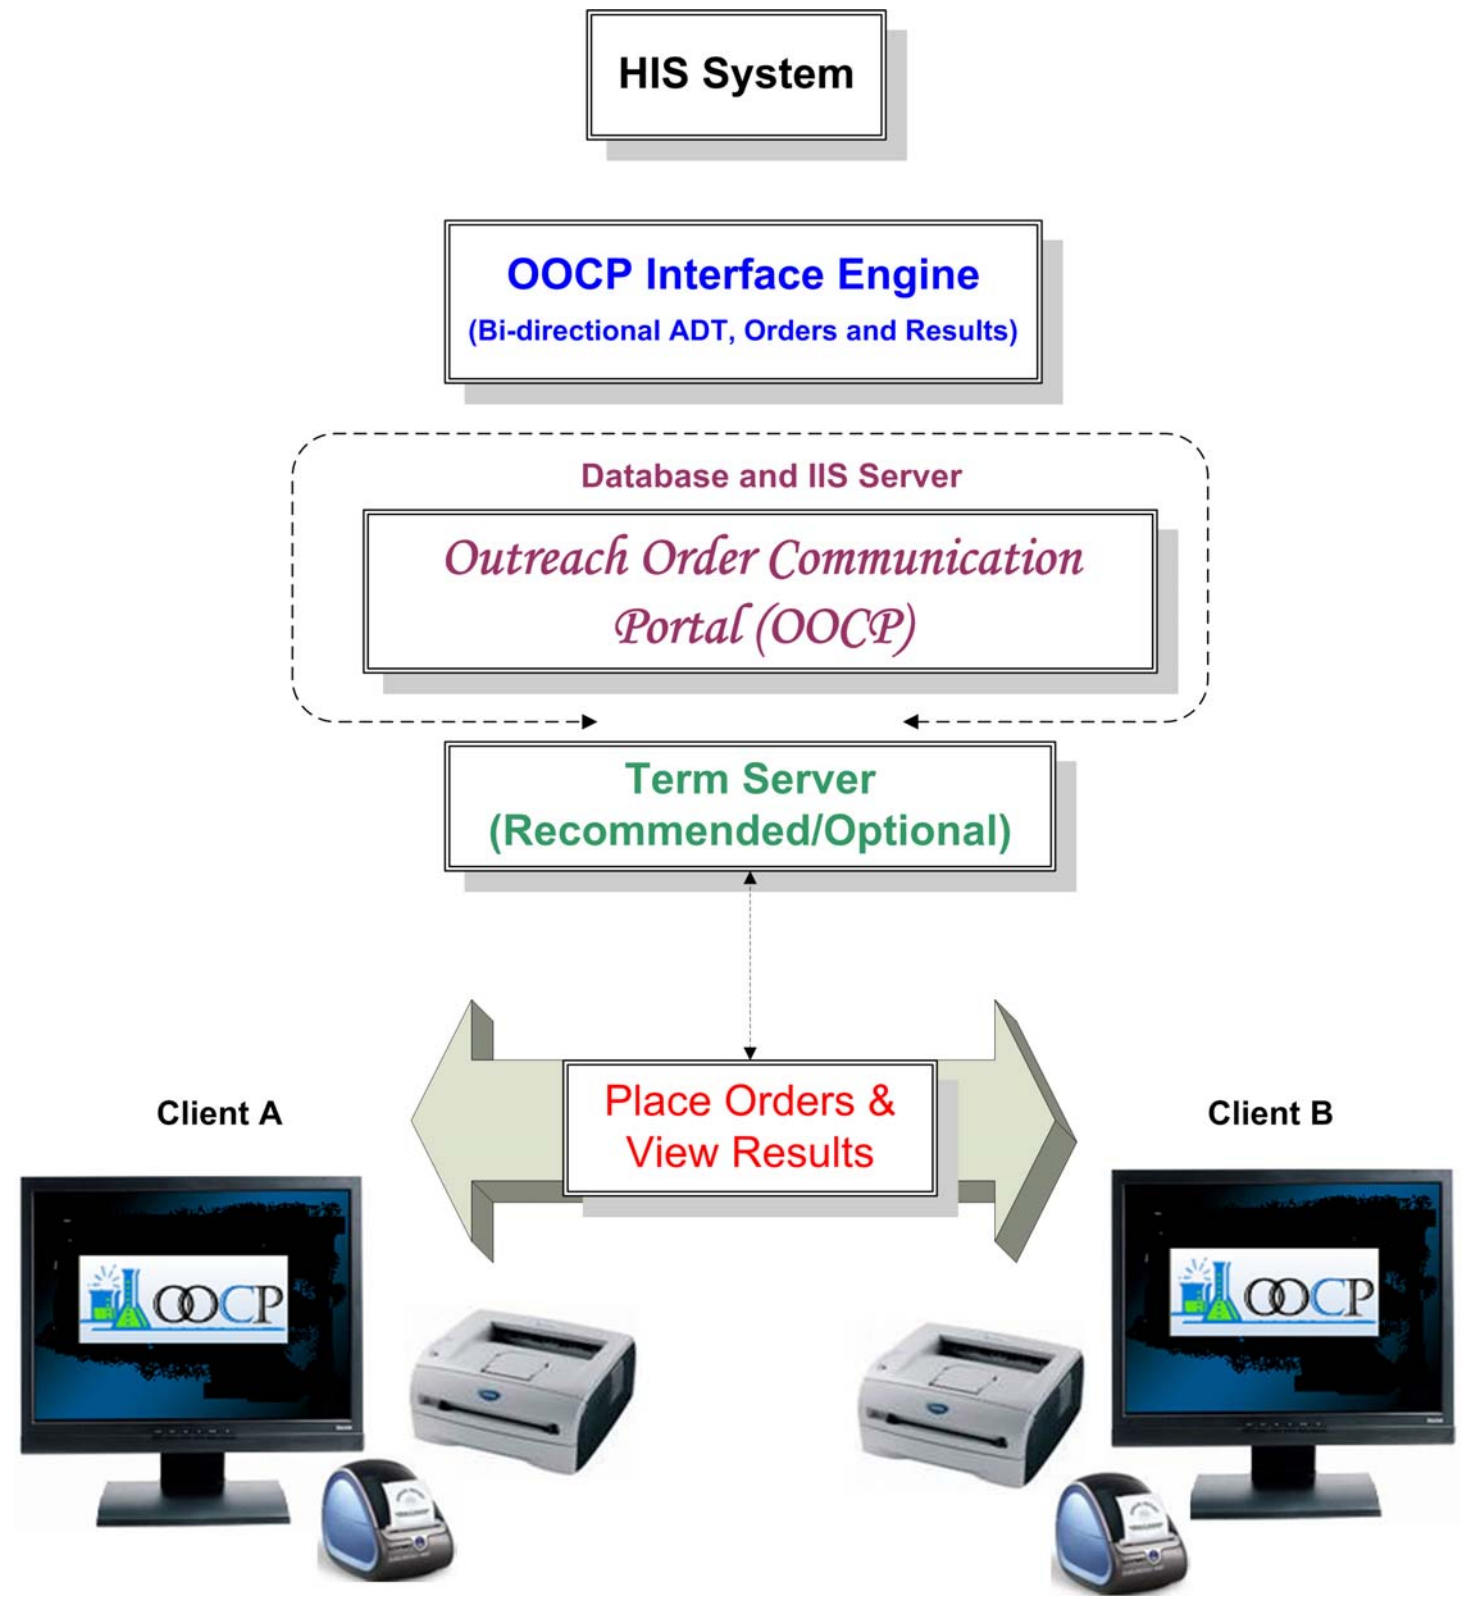 HIS System
OOCP Interface Engine
(Bi-directional ADT, Orders and Results)
Database and IIS Server
Outreach Order Communication
Portal (OOCP)
Term Server
(Recommended/Optional)
Place Orders &
View Results
Client A
Client B
OOCP
OOCP